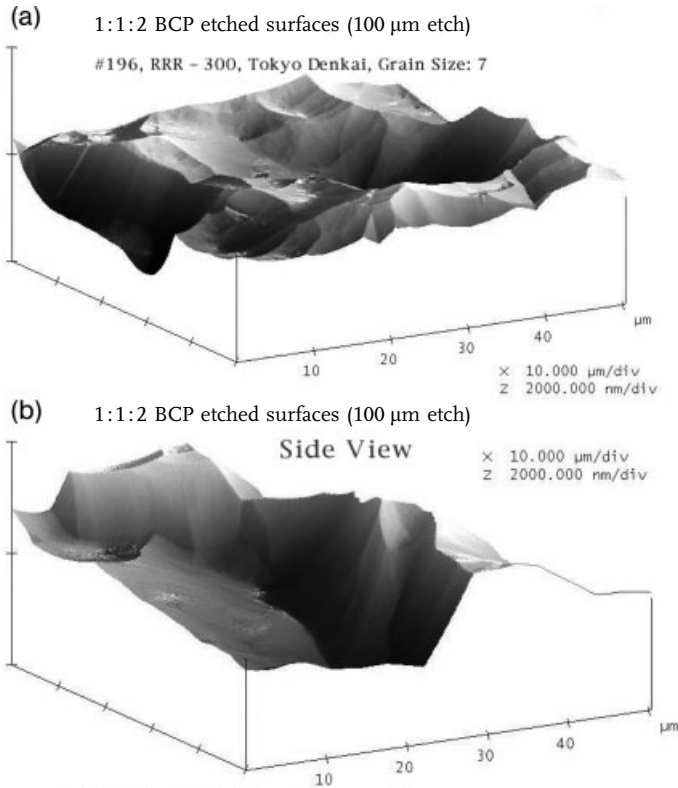 (a)
1:1:2 BCP etched surfaces (100 μm etch)
#196, RRR – 300, Tokyo Denkai, Grain Size: 7
10
20
30
40
μm
X 10.000 μm/div
Z 2000.000 nm/div
(b)
1:1:2 BCP etched surfaces (100 μm etch)
Side View
X 10.000 μm/div
Z 2000.000 nm/div
10
20
30
40
μm